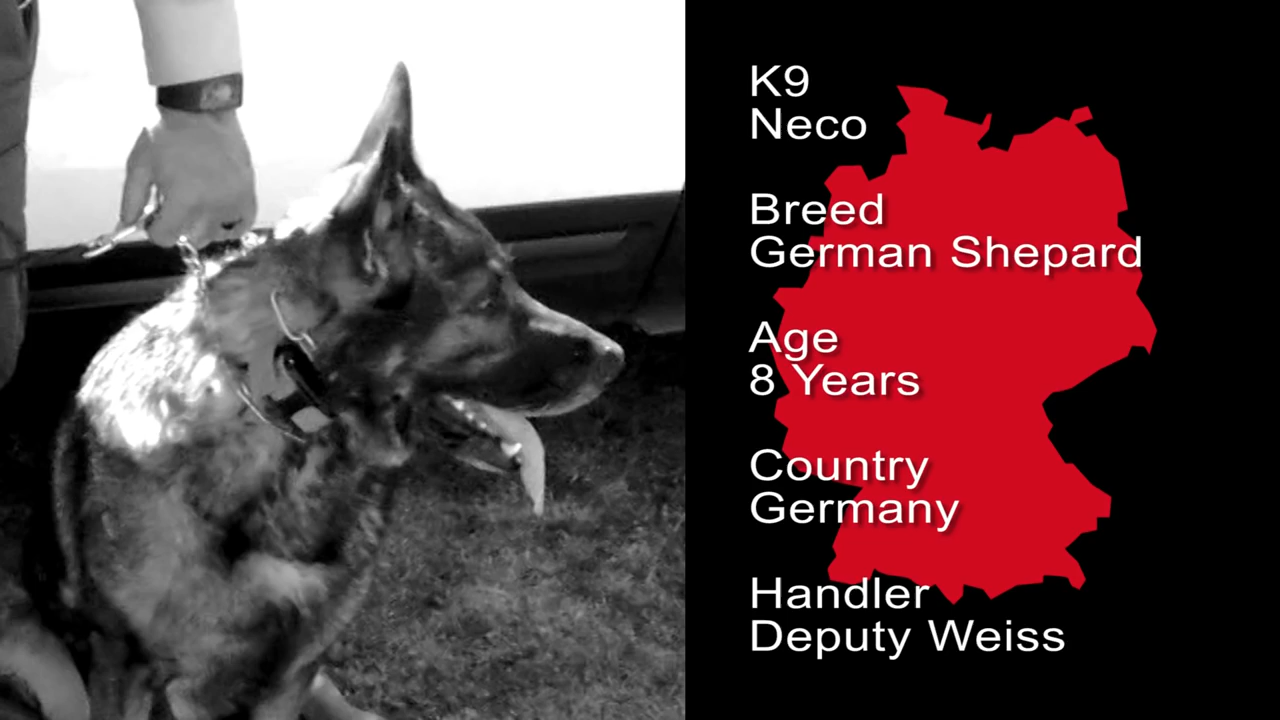 K9
Neco
Breed
German Shepard
Age
8 Years
Country
Germany
Handler
Deputy Weiss